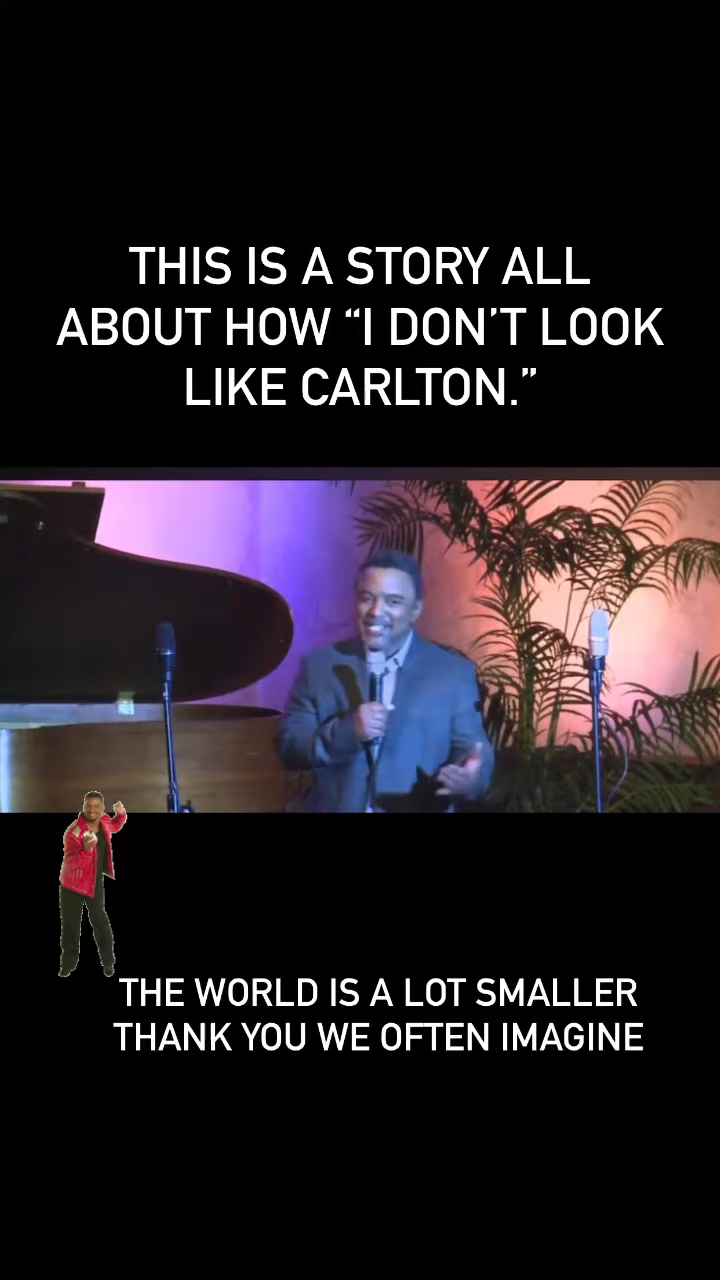 THIS IS A STORY ALL
ABOUT HOW “I DON’T LOOK
LIKE CARLTON.”
THE WORLD IS A LOT SMALLER
THANK YOU WE OFTEN IMAGINE